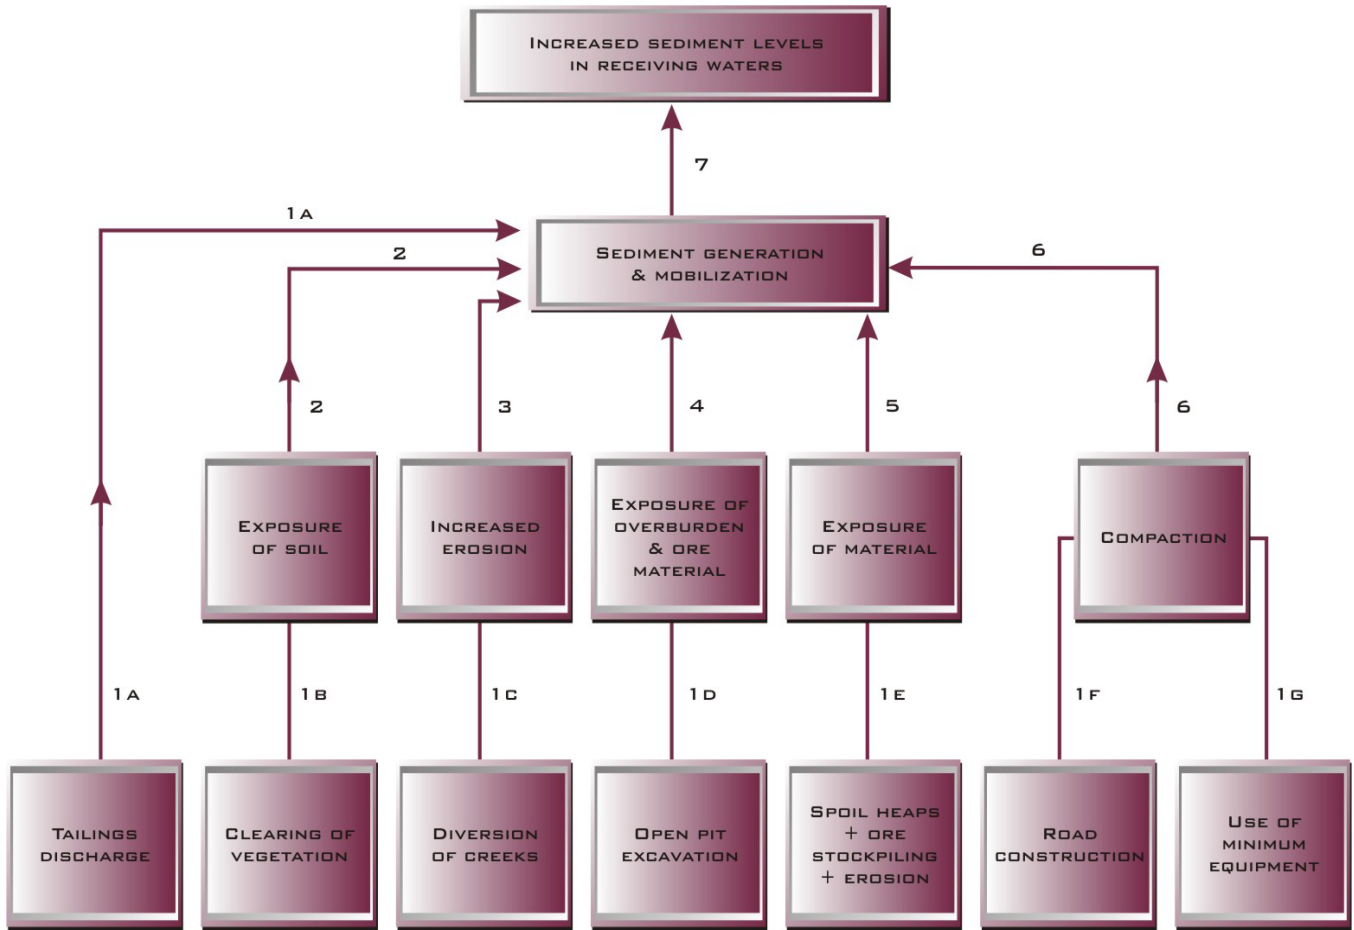 INCREASED SEDIMENT LEVELS
IN RECEIVING WATERS
7
1A
2
6
SEDIMENT GENERATION
& MOBILIZATION
2
3
4
5
6
EXPOSURE
OF SOIL
INCREASED
EROSION
EXPOSURE OF
OVERBURDEN
& ORE
MATERIAL
EXPOSURE
OF MATERIAL
COMPACTION
1A
1B
1C
1D
1E
1F
1G
TAILINGS
DISCHARGE
CLEARING OF
VEGETATION
DIVERSION
OF CREEKS
OPEN PIT
EXCAVATION
SPOIL HEAPS
+ ORE
STOCKPILING
+ EROSION
ROAD
CONSTRUCTION
USE OF
MINIMUM
EQUIPMENT